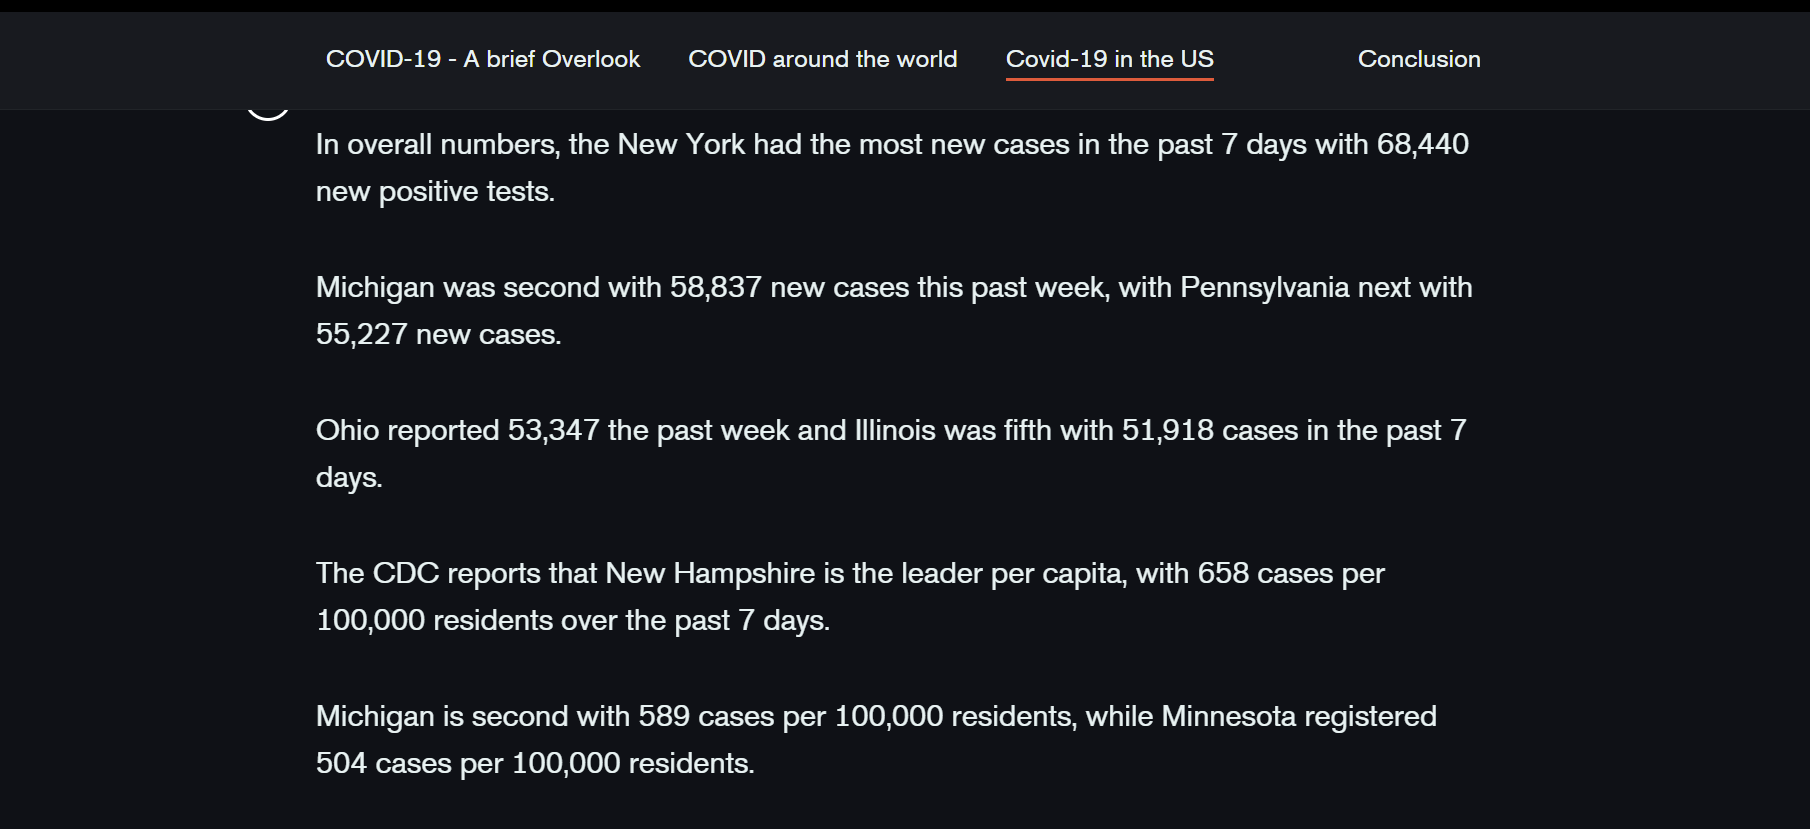 COVID-19 - A brief Overlook COVID around the world Covid-19 in the US Conclusion
In overall numbers, the New York had the most new cases in the past 7 days with 68,440
new positive tests.
Michigan was second with 58,837 new cases this past week, with Pennsylvania next with
55,227 new cases.
Ohio reported 53,347 the past week and Illinois was fifth with 51,918 cases in the past 7
days.
The CDC reports that New Hampshire is the leader per capita, with 658 cases per
100,000 residents over the past 7 days.
Michigan is second with 589 cases per 100,000 residents, while Minnesota registered
504 cases per 100,000 residents.